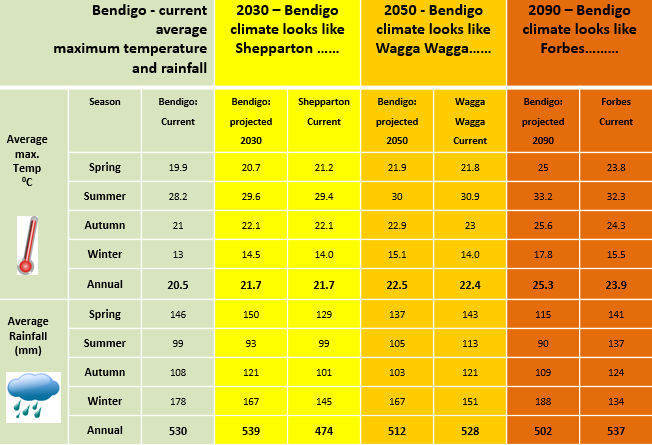 Bendigo - current
average
maximum temperature
and rainfall
2030 – Bendigo
climate looks like
Shepparton ……
2050 - Bendigo
climate looks like
Wagga Wagga……
2090 – Bendigo
climate looks like
Forbes………
Average
max.
Temp
⁰C
Season
Bendigo:
Current
Bendigo:
projected
2030
Shepparton
Current
Bendigo:
projected
2050
Wagga
Wagga
Current
Bendigo:
projected
2090
Forbes
Current
Spring 19.9 20.7 21.2 21.9 21.8 25 23.8
Summer 28.2 29.6 29.4 30 30.9 33.2 32.3
Autumn 21 22.1 22.1 22.9 23 25.6 24.3
Winter 13 14.5 14.0 15.1 14.0 17.8 15.5
Annual 20.5 21.7 21.7 22.5 22.4 25.3 23.9
Average
Rainfall
(mm)
Spring 146 150 129 137 143 115 141
Summer 99 93 99 105 113 90 137
Autumn 108 121 101 103 121 109 124
Winter 178 167 145 167 151 188 134
Annual 530 539 474 512 528 502 537